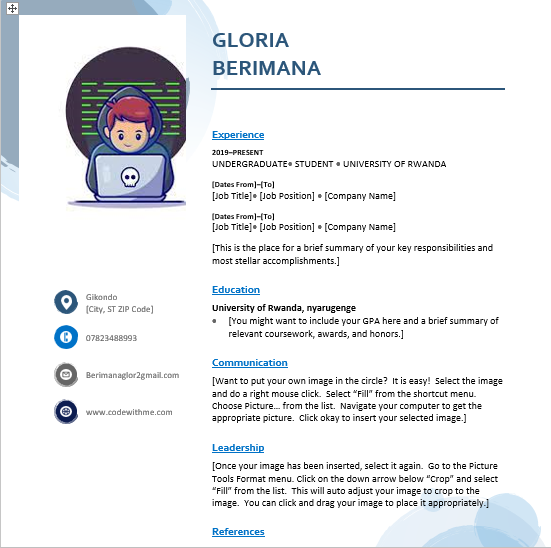 GLORIA
BERIMANA
Experience
2019–PRESENT
UNDERGRADUATE• STUDENT • UNIVERSITY OF RWANDA
[Dates From]–[To]
[Job Title]• [Job Position] • [Company Name]
[Dates From]–[To]
[Job Title]• [Job Position] • [Company Name]
[This is the place for a brief summary of your key responsibilities and
most stellar accomplishments.]
Education
University of Rwanda, nyarugenge
• [You might want to include your GPA here and a brief summary of
relevant coursework, awards, and honors.]
Communication
[Want to put your own image in the circle?  It is easy!  Select the image
and do a right mouse click.  Select “Fill” from the shortcut menu.
Choose Picture… from the list.  Navigate your computer to get the
appropriate picture.  Click okay to insert your selected image.]
Leadership
[Once your image has been inserted, select it again.  Go to the Picture
Tools Format menu. Click on the down arrow below “Crop” and select
“Fill” from the list.  This will auto adjust your image to crop to the
image.  You can click and drag your image to place it appropriately.]
References
Gikondo
[City, ST ZIP Code]
07823488993
Berimanaglor2gmail.com
www.codewithme.com